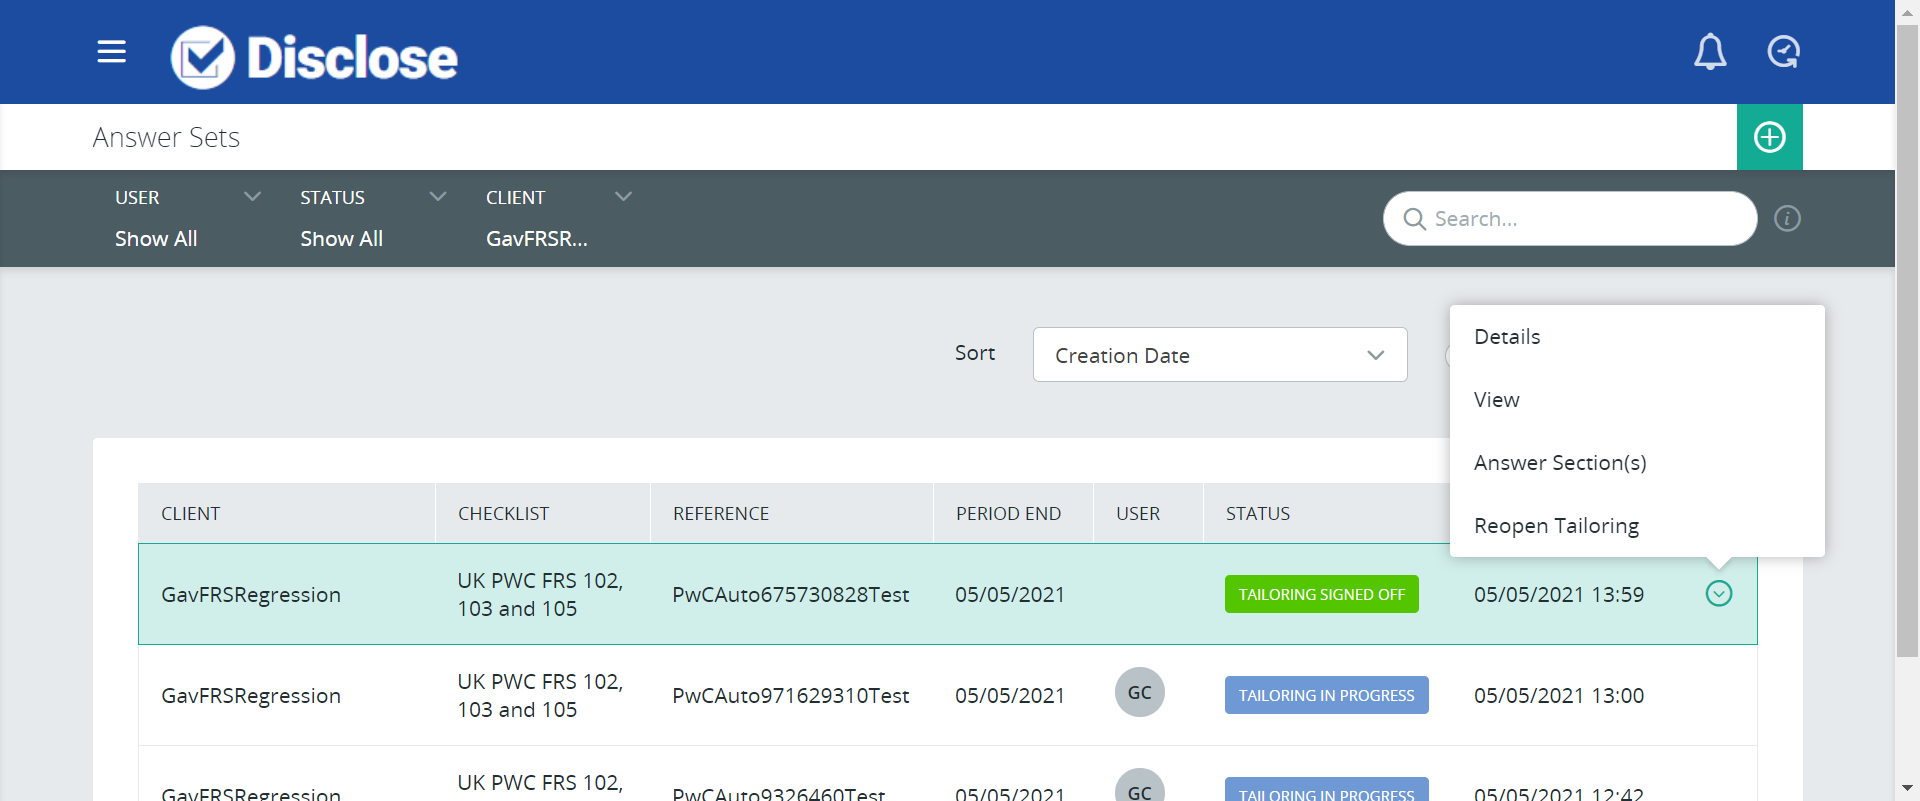 Disclose
Answer Sets
USER STATUS CLIENT
Show All Show All GavFRSR...
Search...
Sort Creation Date
Details
View
Answer Section(s)
Reopen Tailoring
CLIENT CHECKLIST REFERENCE PERIOD END USER STATUS
GavFRSRegression UK PWC FRS 102, PwCAuto675730828Test 05/05/2021 TAILORING SIGNED OFF 05/05/2021 13:59
103 and 105
GavFRSRegression UK PWC FRS 102, PwCAuto971629310Test 05/05/2021 GC TAILORING IN PROGRESS 05/05/2021 13:00
103 and 105
GavFRSRegression UK PWC FRS 102, PwCAuto9326460Test 05/05/2021 GC TAILORING IN PROGRESS 05/05/2021 12:42